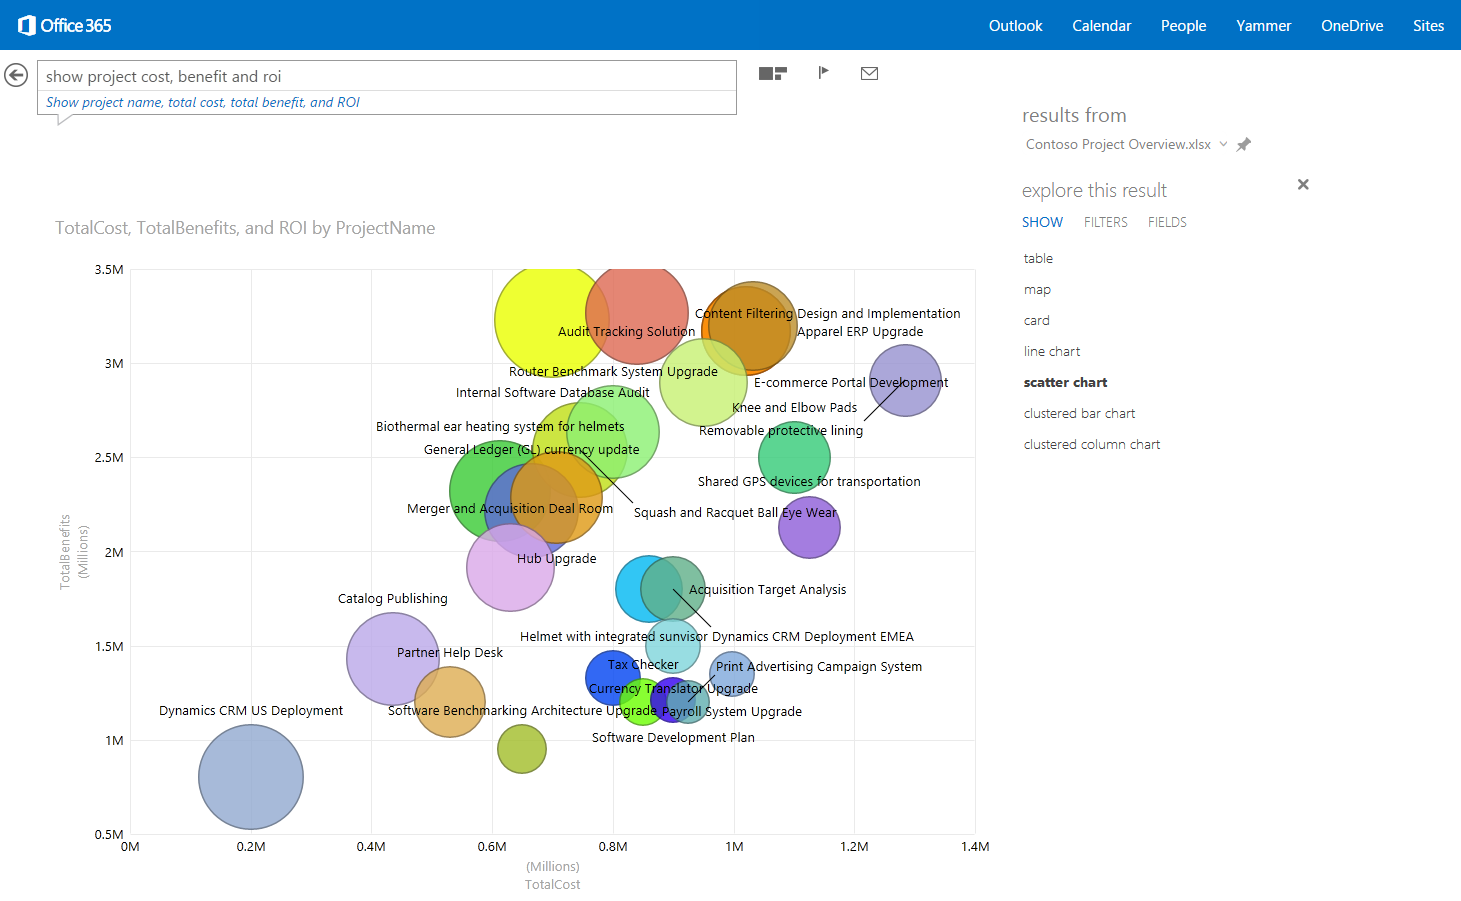 Office 365
Outlook Calendar People Yammer OneDrive Sites
show project cost, benefit and roi
Show project name, total cost, total benefit, and ROI
results from
Contoso Project Overview.xlsx
explore this result
SHOW FILTERS FIELDS
table
map
card
line chart
scatter chart
clustered bar chart
clustered column chart
TotalCost, TotalBenefits, and ROI by ProjectName
3.5M
3M
2.5M
2M
1.5M
1M
0.5M
TotalBenefits
(Millions)
Content Filtering Design and Implementation
Audit Tracking Solution
Apparel ERP Upgrade
Router Benchmark System Upgrade
E-commerce Portal Development
Internal Software Database Audit
Knee and Elbow Pads
Biothermal ear heating system for helmets
Removable protective lining
General Ledger (GL) currency update
Shared GPS devices for transportation
Merger and Acquisition Deal Room
Squash and Racquet Ball Eye Wear
Hub Upgrade
Acquisition Target Analysis
Catalog Publishing
Helmet with integrated sunvisor
Dynamics CRM Deployment EMEA
Partner Help Desk
Tax Checker
Print Advertising Campaign System
Currency Translator Upgrade
Dynamics CRM US Deployment
Software Benchmarking Architecture Upgrade
Payroll System Upgrade
Software Development Plan
0M 0.2M 0.4M 0.6M 0.8M 1M 1.2M 1.4M
(Millions)
TotalCost